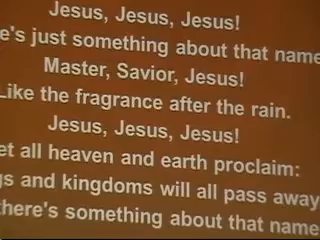 Jesus, Jesus, Jesus!
e's just something about that name
Master, Savior, Jesus!
Like the fragrance after the rain.
Jesus, Jesus, Jesus!
et all heaven and earth proclaim:
gs and kingdoms will all pass away
there's something about that name